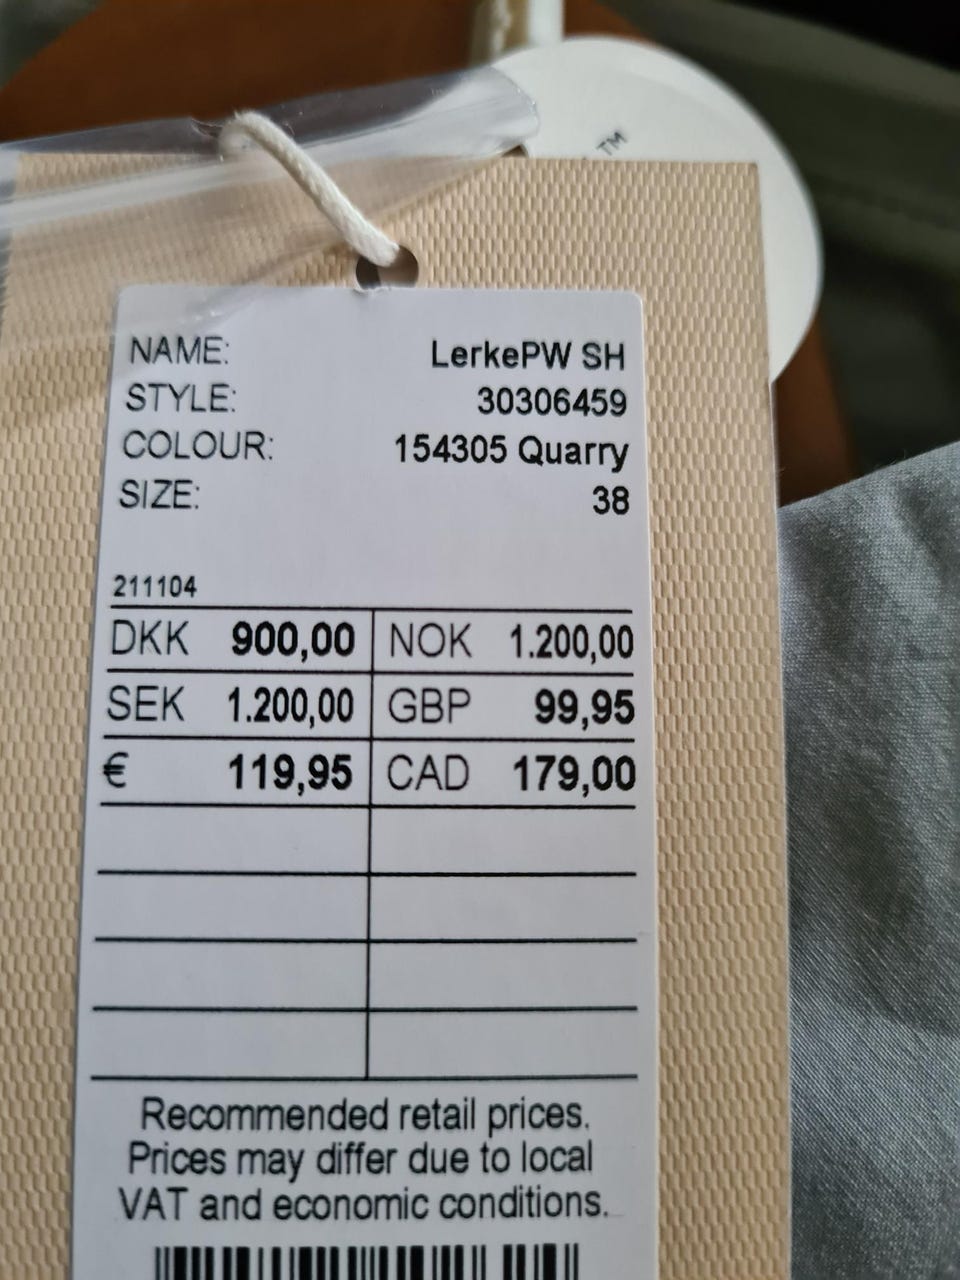 TM
NAME: LerkePW SH
STYLE: 30306459
COLOUR: 154305 Quarry
SIZE: 38
211104
DKK 900,00 NOK 1.200,00
SEK 1.200,00 GBP 99,95
€ 119,95 CAD 179,00
Recommended retail prices.
Prices may differ due to local
VAT and economic conditions.